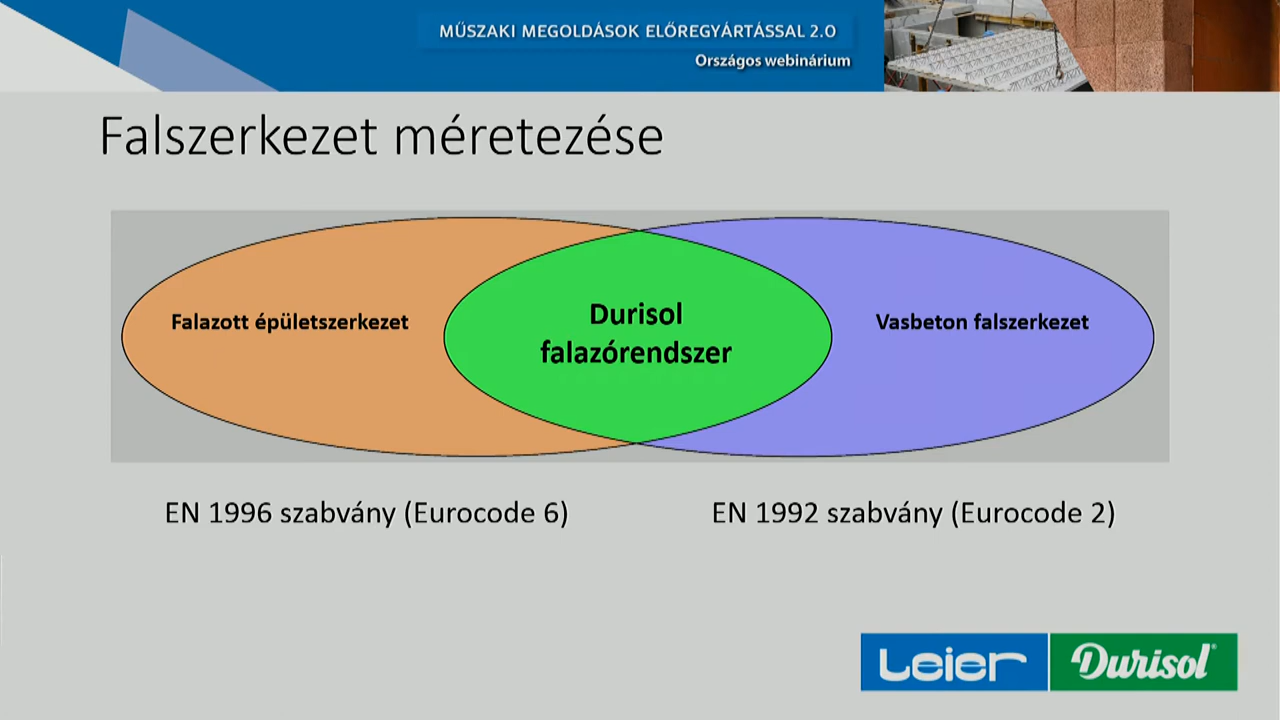 MŰSZAKI MEGOLDÁSOK ELŐREGYÁRTÁSSAL 2.0
Országos webinárium
Falszerkezet méretezése
Falazott épületszerkezet
Durisol
falazórendszer
Vasbeton falszerkezet
EN 1996 szabvány (Eurocode 6)
EN 1992 szabvány (Eurocode 2)
Leier
Durisol®